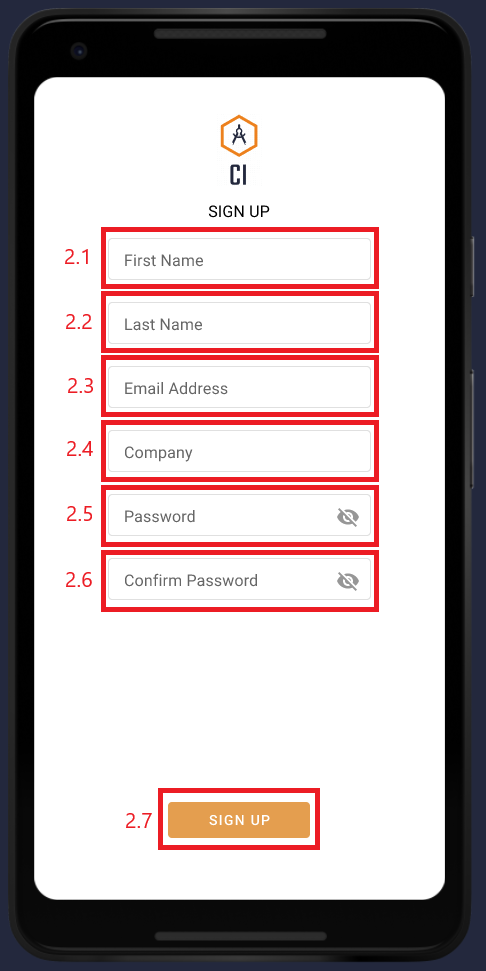 CI
SIGN UP
2.1 First Name
2.2 Last Name
2.3 Email Address
2.4 Company
2.5 Password
2.6 Confirm Password
2.7 SIGN UP